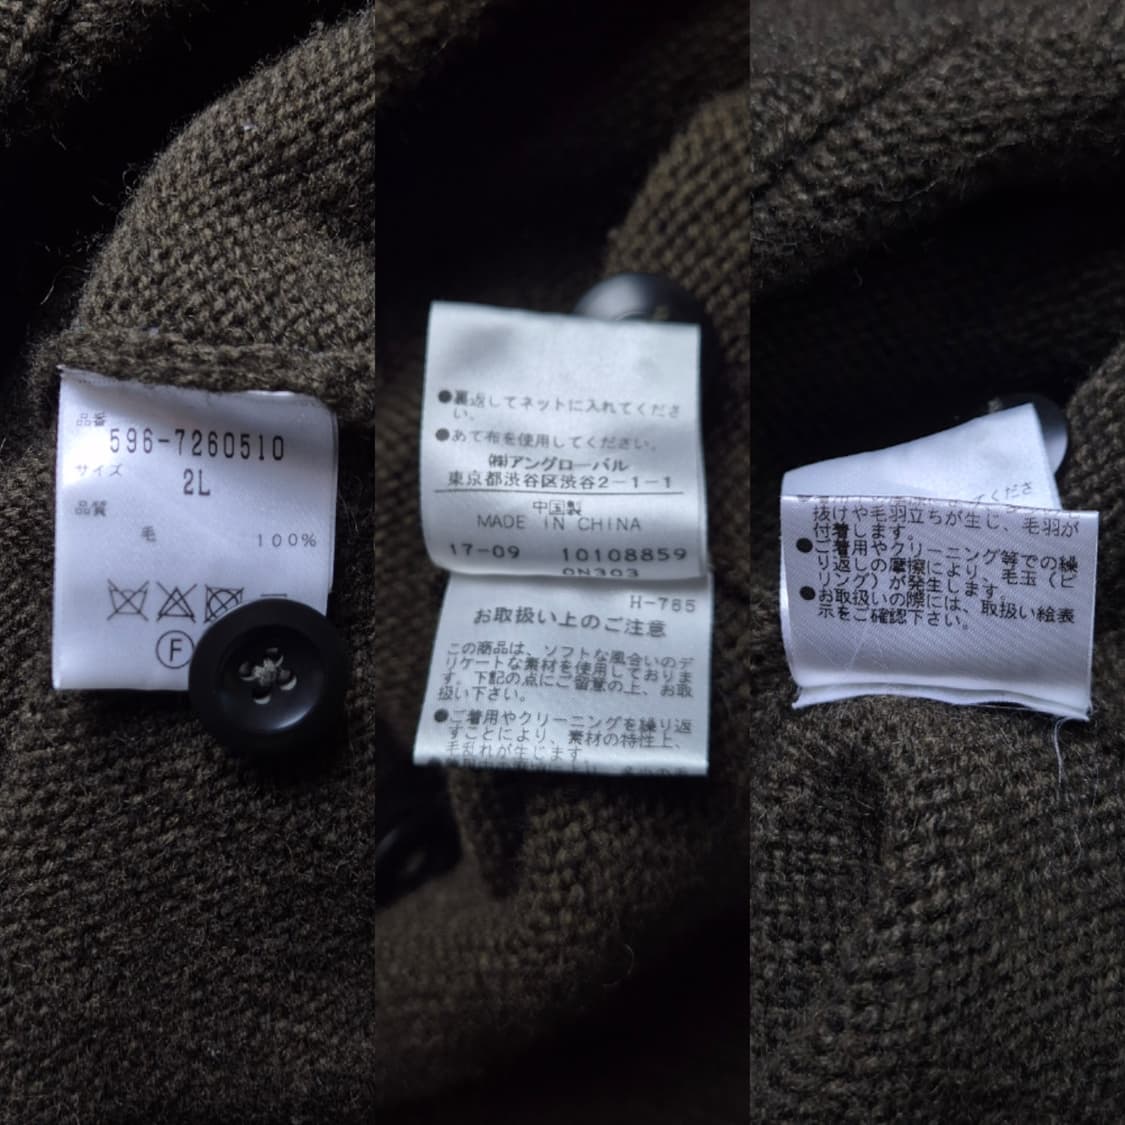 品番
596-7260510
サイズ
2L
品質
毛 100%
F
●裏返してネットに入れてくださ
い。
●あて布を使用してください。
㈱アングローバル
東京都渋谷区渋谷2-1-1
中国製
MADE IN CHINA
17-09 10108859
0N303
H-765
お取扱い上のご注意
この商品は、ソフトな風合いのデ
リケートな素材を使用しておりま
す。下記の点にご留意の上、お取
扱い下さい。
●ご着用やクリーニングを繰り返
すことにより、素材の特性上、
毛乱れが生じます。
てくださ
抜けや毛羽立ちが生じ、毛羽が
付着します。
●ご着用やクリーニング等での繰
り返しの摩擦により、毛玉（ピ
リング）が発生します。
●お取扱いの際には、取扱い絵表
示をご確認下さい。